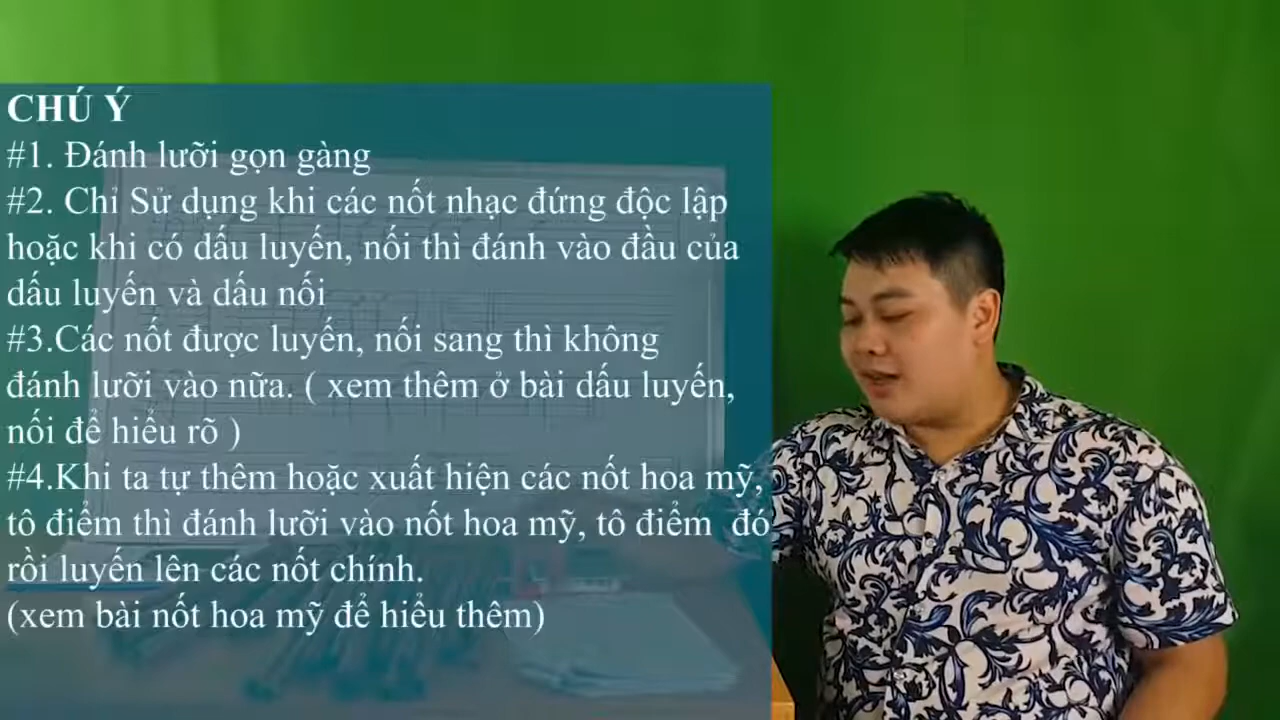 CHÚ Ý
#1. Đánh lưỡi gọn gàng
#2. Chỉ Sử dụng khi các nốt nhạc đứng độc lập
hoặc khi có dấu luyến, nối thì đánh vào đầu của
dấu luyến và dấu nối
#3.Các nốt được luyến, nối sang thì không
đánh lưỡi vào nữa. ( xem thêm ở bài dấu luyến,
nối để hiểu rõ )
#4.Khi ta tự thêm hoặc xuất hiện các nốt hoa mỹ,
tô điểm thì đánh lưỡi vào nốt hoa mỹ, tô điểm  đó
rồi luyến lên các nốt chính.
(xem bài nốt hoa mỹ để hiểu thêm)